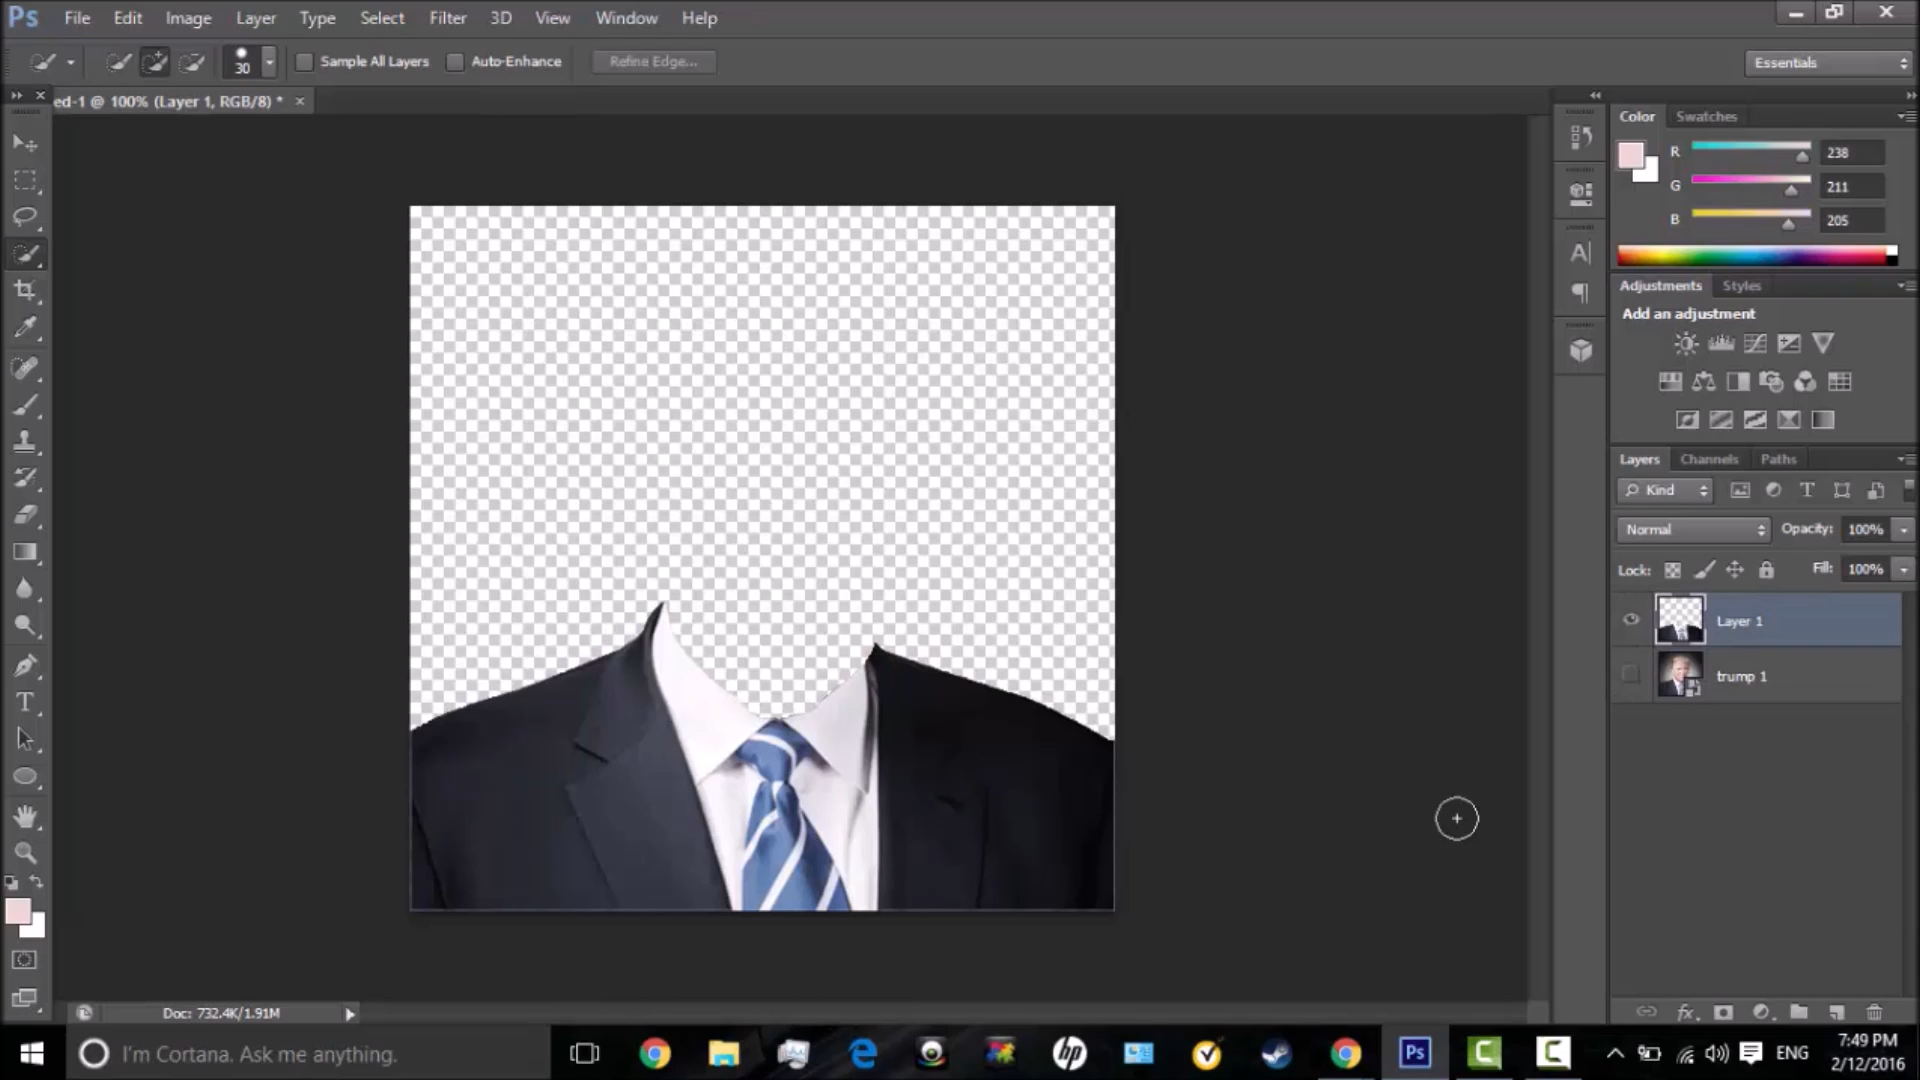 Ps File Edit Image Layer Type Select Filter 3D View Window Help
30 Sample All Layers Auto-Enhance Refine Edge... Essentials
ed-1 @ 100% (Layer 1, RGB/8) *
Color Swatches
R 238
G 211
B 205
Adjustments Styles
Add an adjustment
Layers Channels Paths
Kind
Normal Opacity: 100%
Lock: Fill: 100%
Layer 1
trump 1
Doc: 732.4K/1.91M
I'm Cortana. Ask me anything.
hp
Ps
C
C
ENG
7:49 PM
2/12/2016